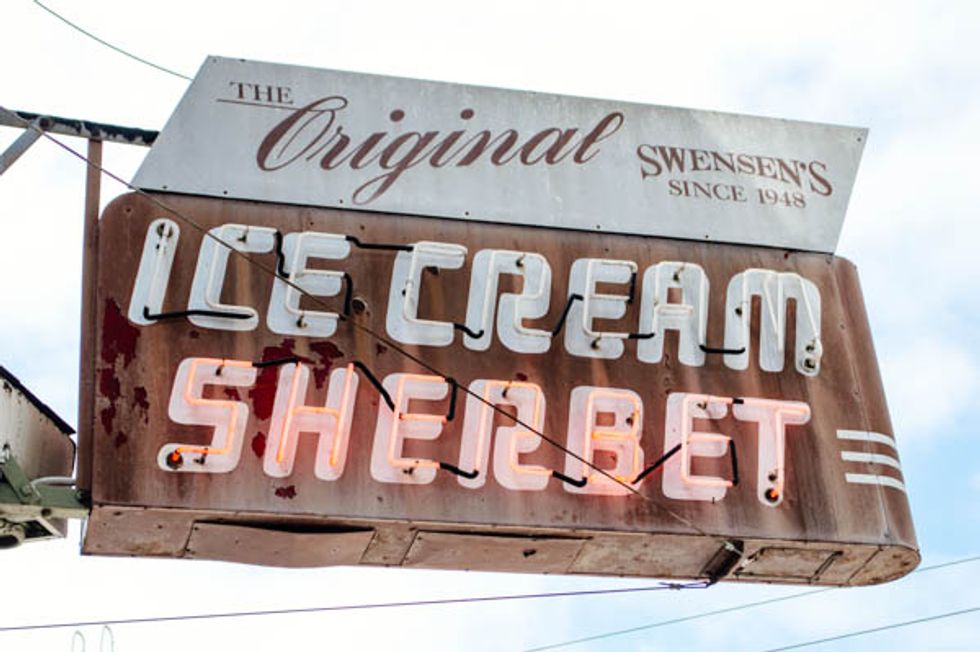 THE
Original
SWENSEN'S
SINCE 1948
ICE CREAM
SHERBET